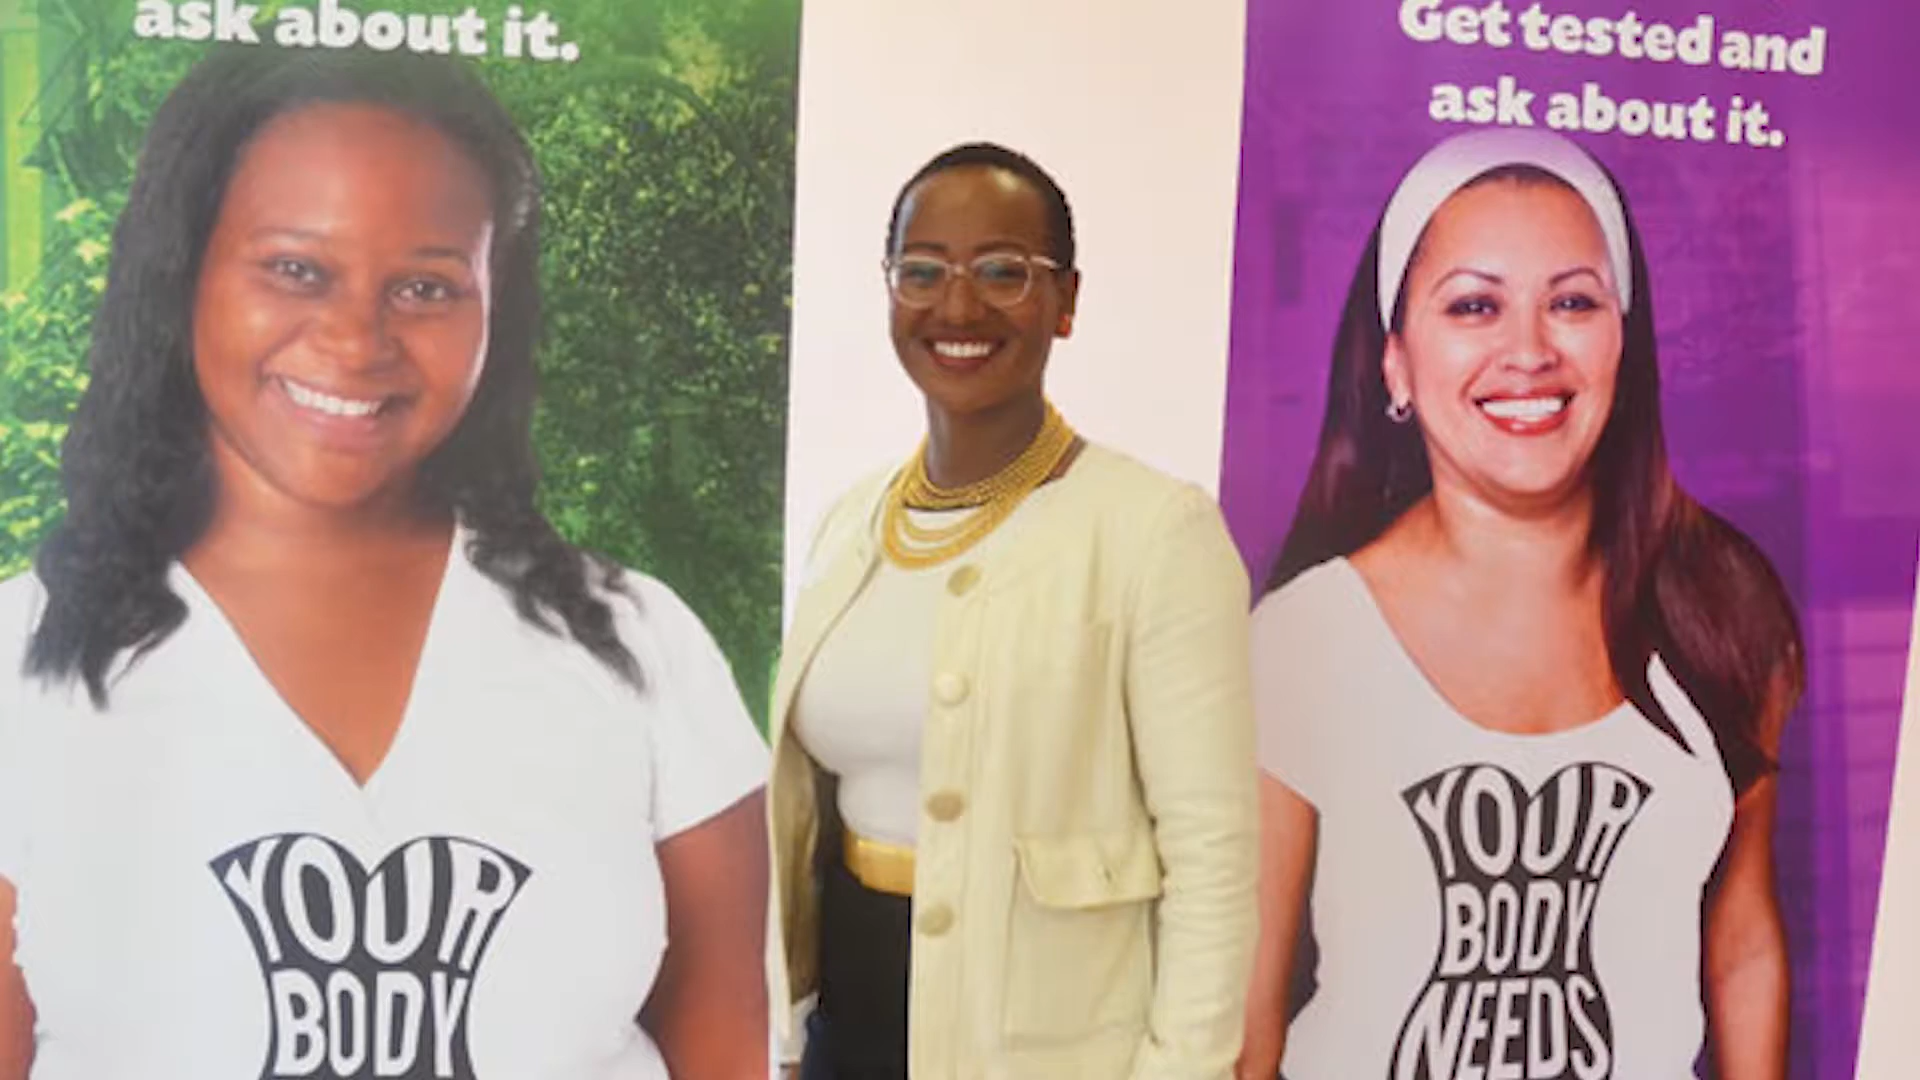 ask about it.
YOUR
BODY
Get tested and
ask about it.
YOUR
BODY
NEEDS